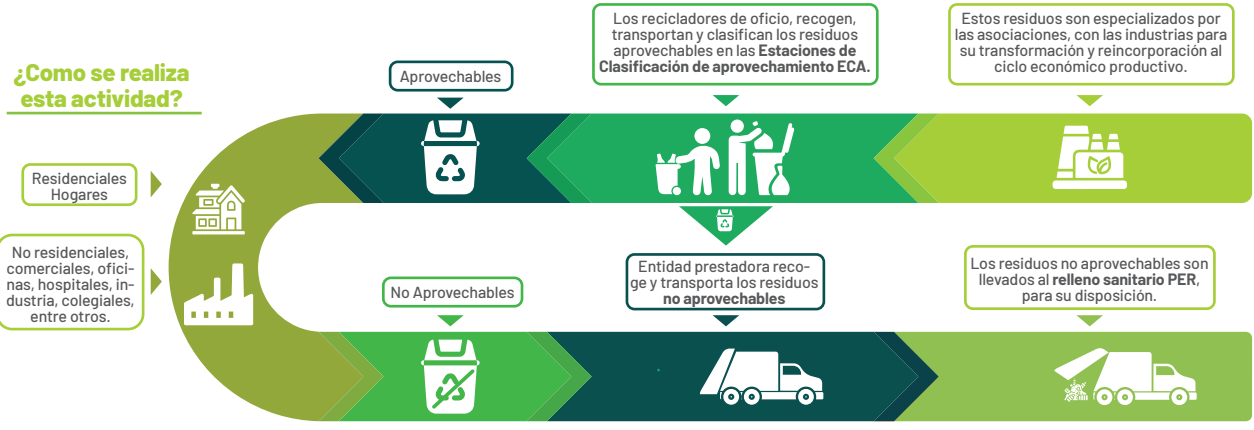 ¿Como se realiza
esta actividad?
Residenciales
Hogares
No residenciales,
comerciales, ofici-
nas, hospitales, in-
dustria, colegiales,
entre otros.
Aprovechables
Los recicladores de oficio, recogen,
transportan y clasifican los residuos
aprovechables en las Estaciones de
Clasificación de aprovechamiento ECA.
Estos residuos son especializados por
las asociaciones, con las industrias para
su transformación y reincorporación al
ciclo económico productivo.
No Aprovechables
Entidad prestadora reco-
ge y transporta los residuos
no aprovechables
Los residuos no aprovechables son
llevados al relleno sanitario PER,
para su disposición.